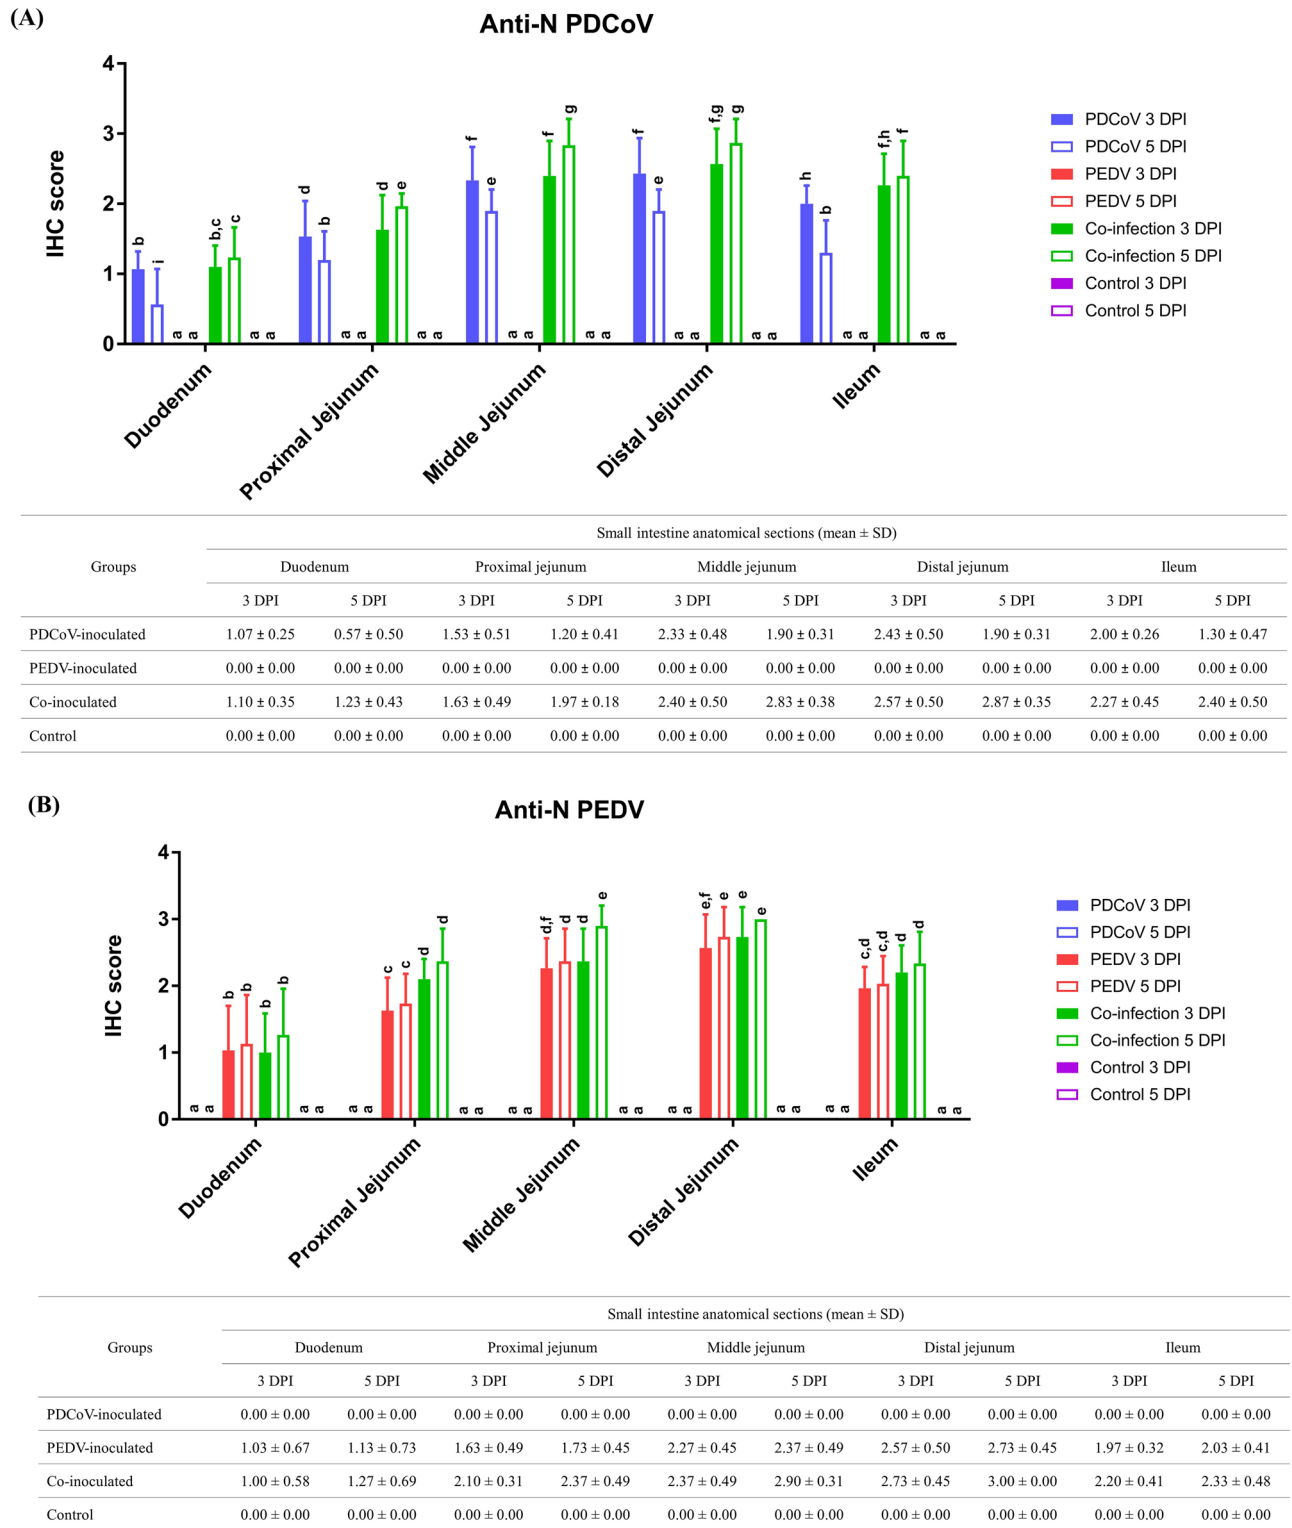 (A)
Anti-N PDCoV
4
3
2
1
0
IHC score
b i a a b,c c a a
d b a a d e a a
f e a a f g a a
f e a a f,g g a a
h b a a f,h f a a
Duodenum
Proximal Jejunum
Middle Jejunum
Distal Jejunum
Ileum
PDCoV 3 DPI
PDCoV 5 DPI
PEDV 3 DPI
PEDV 5 DPI
Co-infection 3 DPI
Co-infection 5 DPI
Control 3 DPI
Control 5 DPI
Small intestine anatomical sections (mean ± SD)
Groups Duodenum Proximal jejunum Middle jejunum Distal jejunum Ileum
3 DPI 5 DPI 3 DPI 5 DPI 3 DPI 5 DPI 3 DPI 5 DPI 3 DPI 5 DPI
PDCoV-inoculated 1.07 ± 0.25 0.57 ± 0.50 1.53 ± 0.51 1.20 ± 0.41 2.33 ± 0.48 1.90 ± 0.31 2.43 ± 0.50 1.90 ± 0.31 2.00 ± 0.26 1.30 ± 0.47
PEDV-inoculated 0.00 ± 0.00 0.00 ± 0.00 0.00 ± 0.00 0.00 ± 0.00 0.00 ± 0.00 0.00 ± 0.00 0.00 ± 0.00 0.00 ± 0.00 0.00 ± 0.00 0.00 ± 0.00
Co-inoculated 1.10 ± 0.35 1.23 ± 0.43 1.63 ± 0.49 1.97 ± 0.18 2.40 ± 0.50 2.83 ± 0.38 2.57 ± 0.50 2.87 ± 0.35 2.27 ± 0.45 2.40 ± 0.50
Control 0.00 ± 0.00 0.00 ± 0.00 0.00 ± 0.00 0.00 ± 0.00 0.00 ± 0.00 0.00 ± 0.00 0.00 ± 0.00 0.00 ± 0.00 0.00 ± 0.00 0.00 ± 0.00
(B)
Anti-N PEDV
4
3
2
1
0
IHC score
a a b b b b a a
a a c c d d a a
a a d,f d d e a a
a a e,f e e e a a
a a c,d c,d d d a a
Duodenum
Proximal Jejunum
Middle Jejunum
Distal Jejunum
Ileum
PDCoV 3 DPI
PDCoV 5 DPI
PEDV 3 DPI
PEDV 5 DPI
Co-infection 3 DPI
Co-infection 5 DPI
Control 3 DPI
Control 5 DPI
Small intestine anatomical sections (mean ± SD)
Groups Duodenum Proximal jejunum Middle jejunum Distal jejunum Ileum
3 DPI 5 DPI 3 DPI 5 DPI 3 DPI 5 DPI 3 DPI 5 DPI 3 DPI 5 DPI
PDCoV-inoculated 0.00 ± 0.00 0.00 ± 0.00 0.00 ± 0.00 0.00 ± 0.00 0.00 ± 0.00 0.00 ± 0.00 0.00 ± 0.00 0.00 ± 0.00 0.00 ± 0.00 0.00 ± 0.00
PEDV-inoculated 1.03 ± 0.67 1.13 ± 0.73 1.63 ± 0.49 1.73 ± 0.45 2.27 ± 0.45 2.37 ± 0.49 2.57 ± 0.50 2.73 ± 0.45 1.97 ± 0.32 2.03 ± 0.41
Co-inoculated 1.00 ± 0.58 1.27 ± 0.69 2.10 ± 0.31 2.37 ± 0.49 2.37 ± 0.49 2.90 ± 0.31 2.73 ± 0.45 3.00 ± 0.00 2.20 ± 0.41 2.33 ± 0.48
Control 0.00 ± 0.00 0.00 ± 0.00 0.00 ± 0.00 0.00 ± 0.00 0.00 ± 0.00 0.00 ± 0.00 0.00 ± 0.00 0.00 ± 0.00 0.00 ± 0.00 0.00 ± 0.00